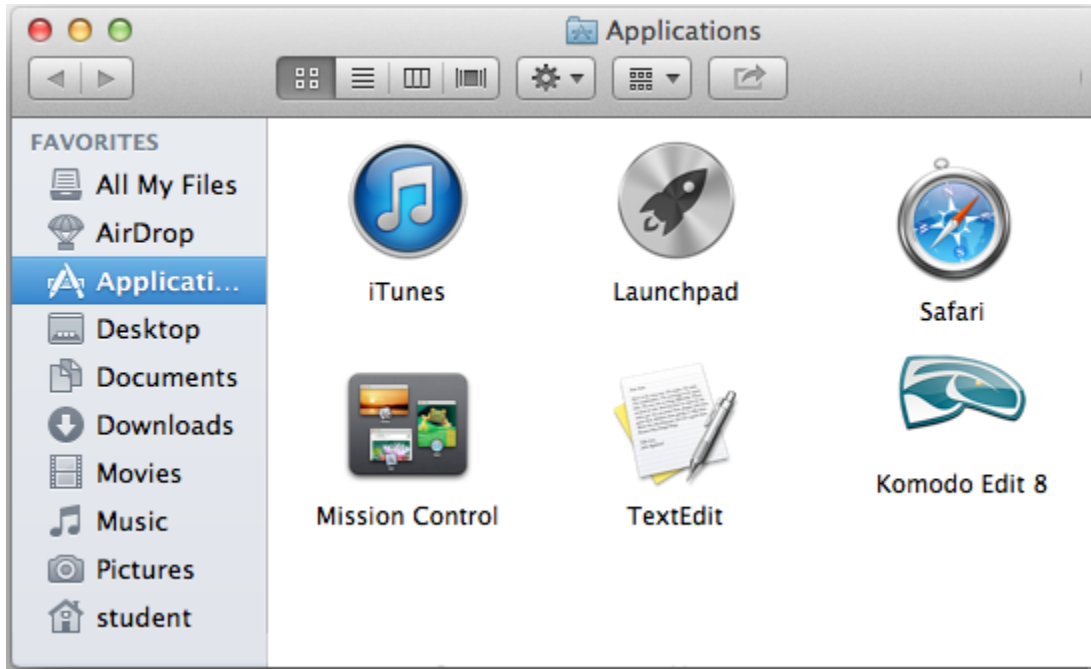 Applications
FAVORITES
All My Files
AirDrop
Applicati...
Desktop
Documents
Downloads
Movies
Music
Pictures
student
iTunes
Launchpad
Safari
Mission Control
TextEdit
Komodo Edit 8